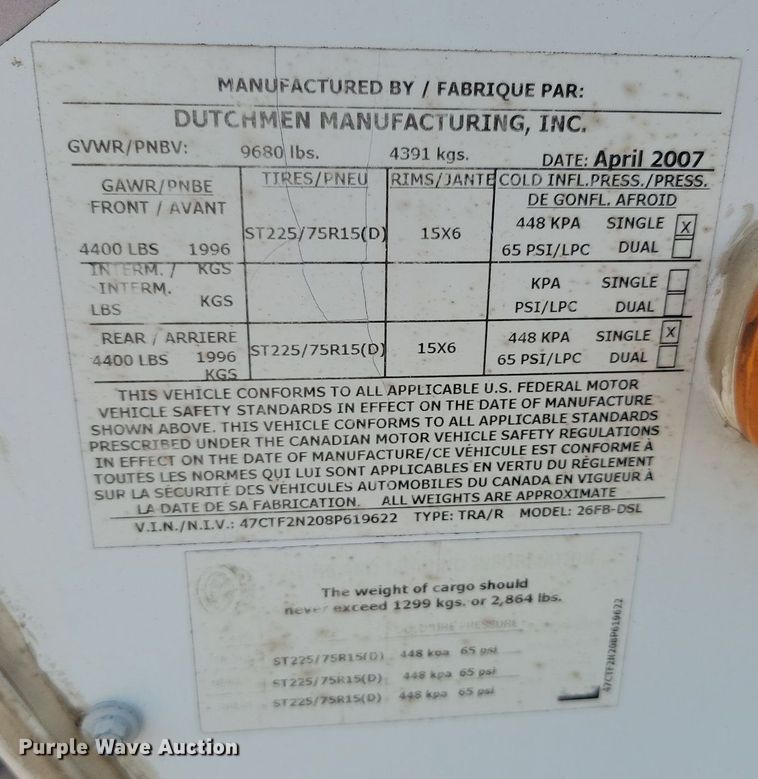 MANUFACTURED BY / FABRIQUE PAR:
DUTCHMEN MANUFACTURING, INC.
GVWR/PNBV: 9680 lbs. 4391 kgs. DATE: April 2007
GAWR/PNBE TIRES/PNEU RIMS/JANTE COLD INFL.PRESS./PRESS.
FRONT / AVANT DE GONFL. AFROID
ST225/75R15(D) 15X6 448 KPA SINGLE X
4400 LBS 1996 65 PSI/LPC DUAL
INTERM. / KGS
INTERM. KPA SINGLE
LBS KGS PSI/LPC DUAL
REAR / ARRIERE 448 KPA SINGLE X
4400 LBS 1996 ST225/75R15(D) 15X6 65 PSI/LPC DUAL
KGS
THIS VEHICLE CONFORMS TO ALL APPLICABLE U.S. FEDERAL MOTOR
VEHICLE SAFETY STANDARDS IN EFFECT ON THE DATE OF MANUFACTURE
SHOWN ABOVE. THIS VEHICLE CONFORMS TO ALL APPLICABLE STANDARDS
PRESCRIBED UNDER THE CANADIAN MOTOR VEHICLE SAFETY REGULATIONS
IN EFFECT ON THE DATE OF MANUFACTURE/CE VÉHICULE EST CONFORME À
TOUTES LES NORMES QUI LUI SONT APPLICABLES EN VERTU DU RÈGLEMENT
SUR LA SÉCURITÉ DES VÉHICULES AUTOMOBILES DU CANADA EN VIGUEUR À
LA DATE DE SA FABRICATION. ALL WEIGHTS ARE APPROXIMATE
V.I.N./N.I.V.: 47CTF2N208P619622 TYPE: TRA/R MODEL: 26FB-DSL
The weight of cargo should
never exceed 1299 kgs. or 2,864 lbs.
PRESSURE
ST225/75R15(D) 448 kpa 65 psi
ST225/75R15(D) 448 kpa 65 psi
ST225/75R15(D) 448 kpa 65 psi
47CTF2N208P619622
Purple Wave Auction